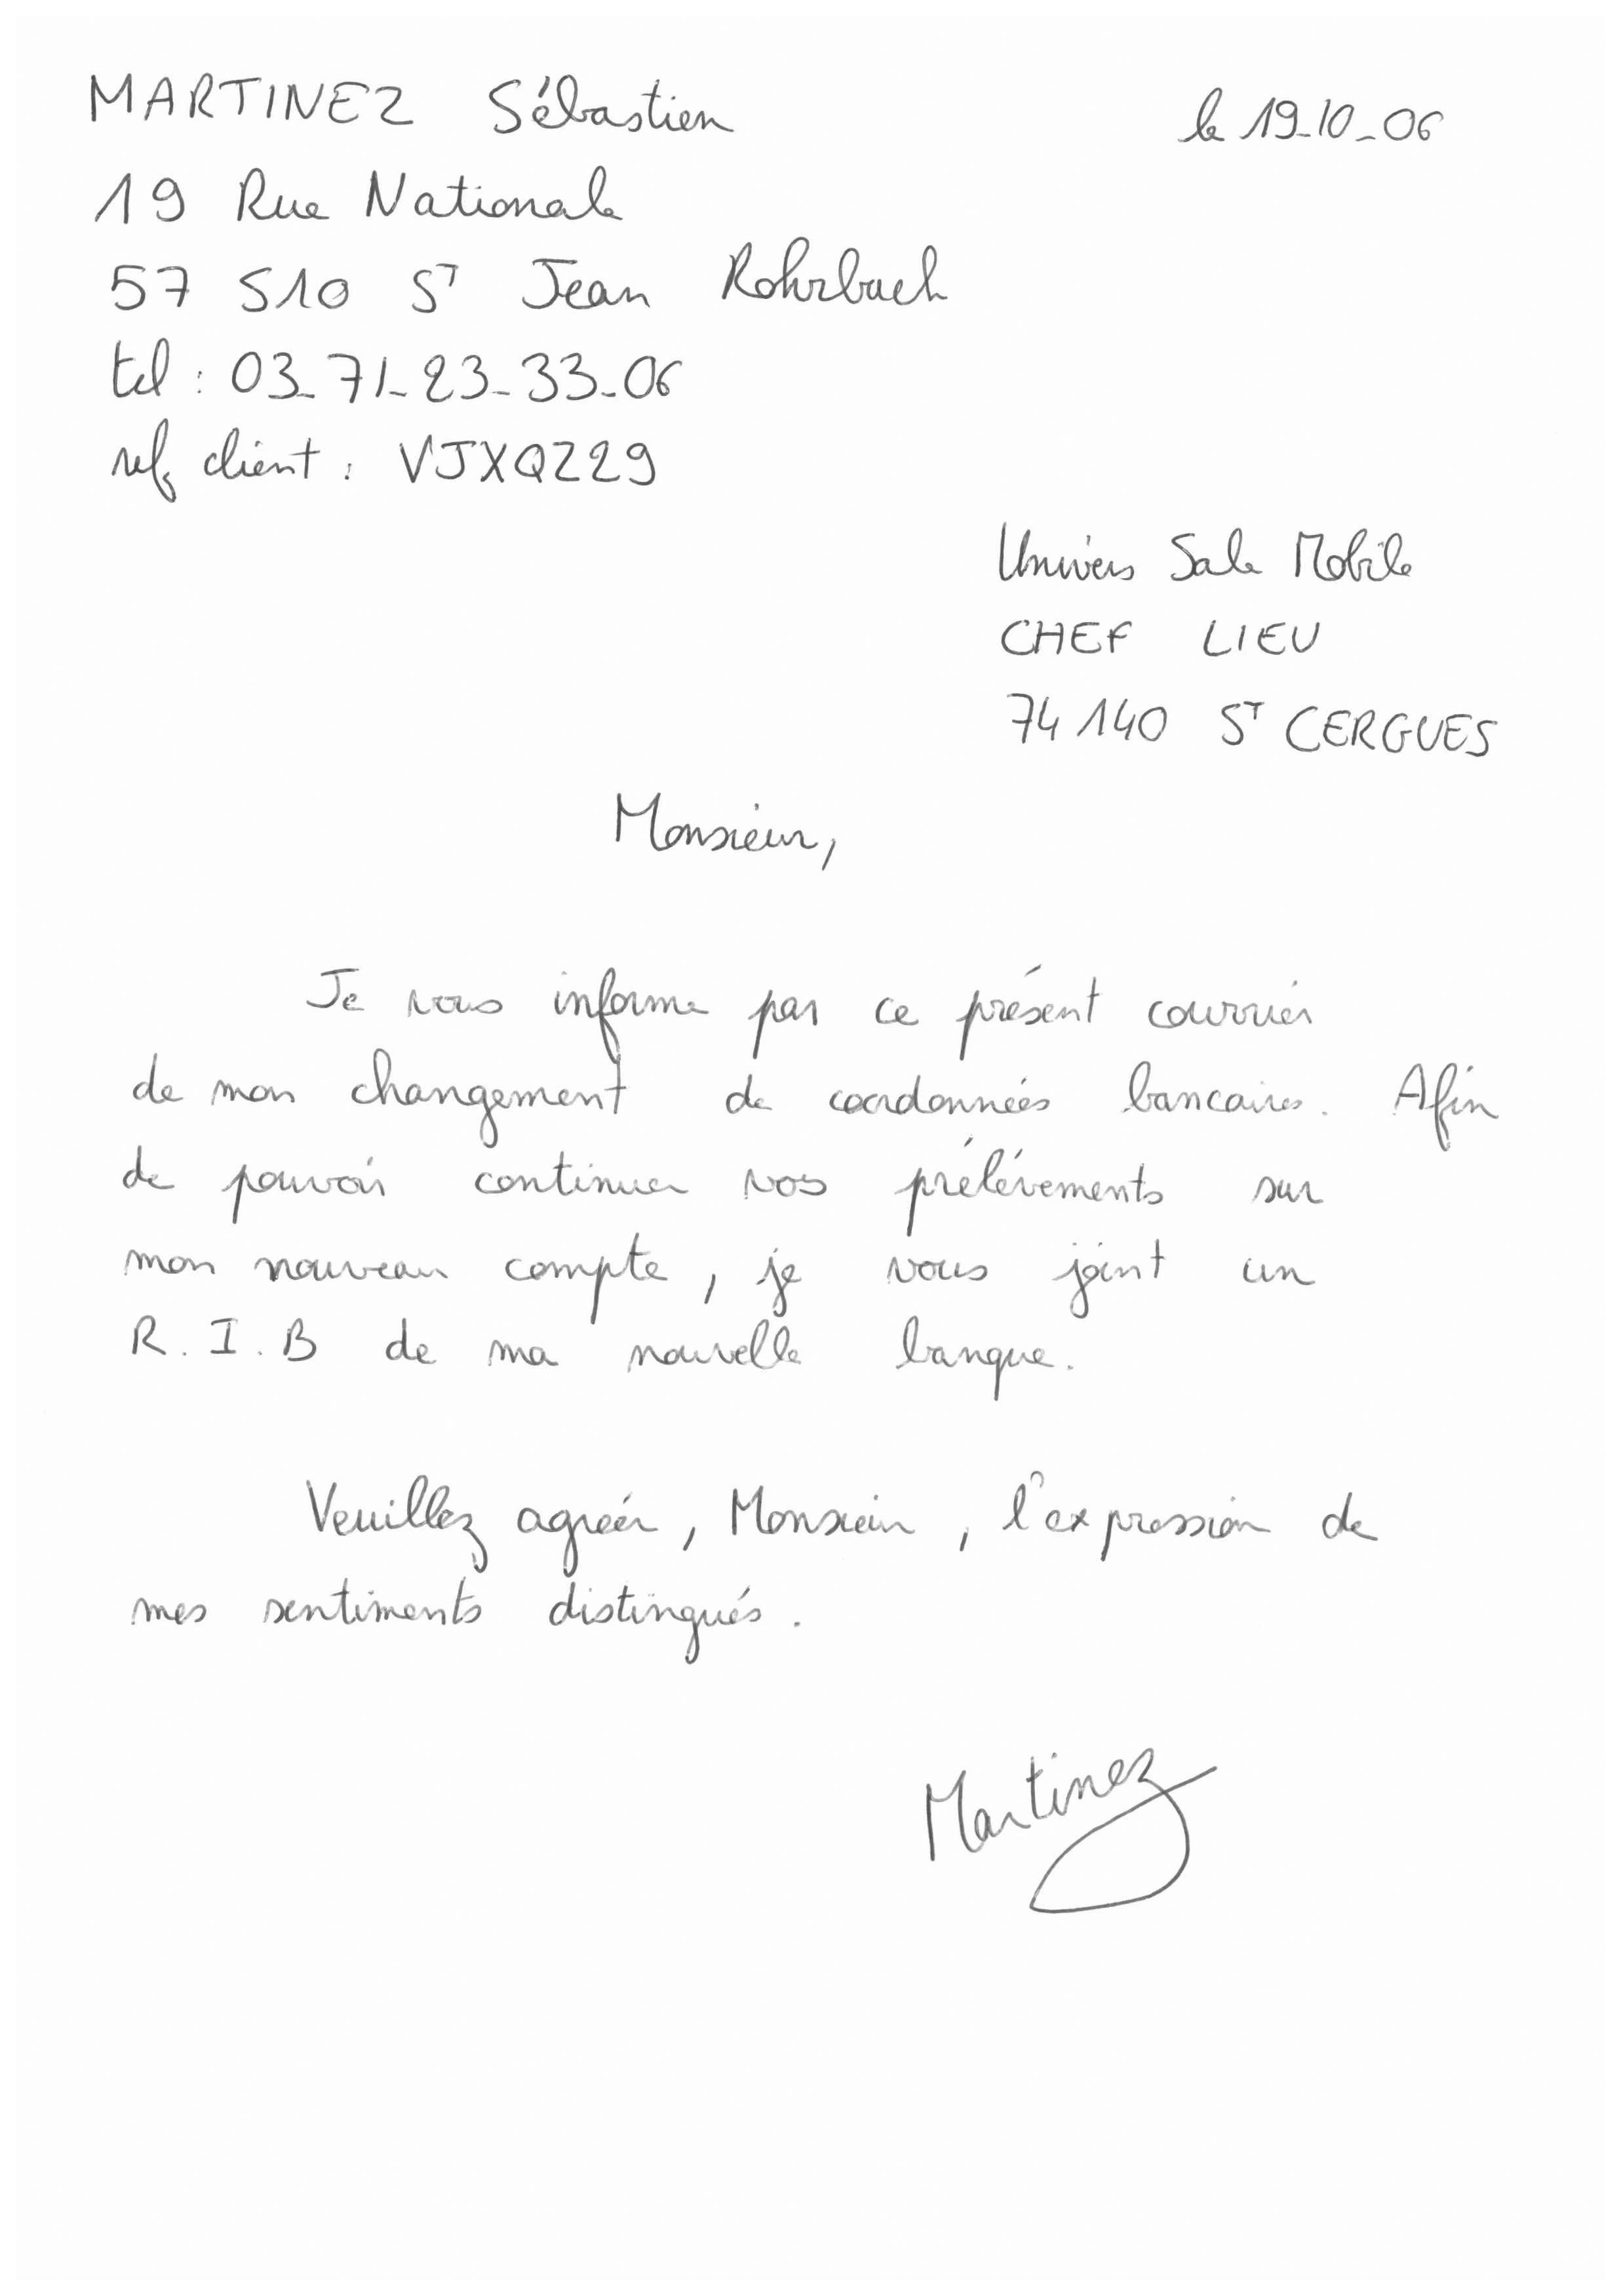 MARTINEZ Sébastien
le 19-10-06
19 Rue Nationale
57 510 ST Jean Rohrbach
tel : 03-71-23-33-06
ref client : VJXQZ29
Univers Sale Mobile
CHEF LIEU
74 140 ST CERGUES
Monsieur,
Je vous informe par ce présent courrier
de mon changement de coordonnées bancaires. Afin
de pouvoir continuer vos prélévements sur
mon nouveau compte, je vous joint un
R.I.B de ma nouvelle banque.
Veuillez agréer, Monsieur, l'expression de
mes sentiments distingués.
Martinez